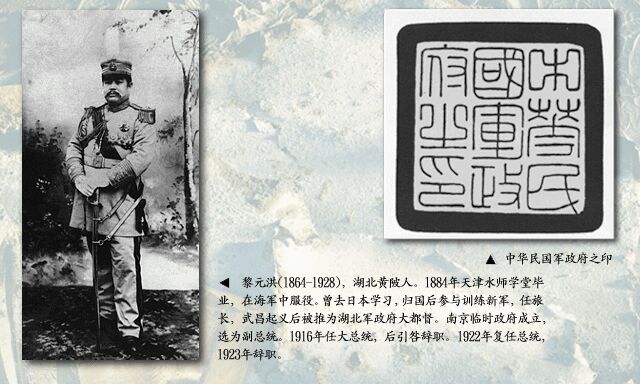 中華民
國軍政
府之印
▲ 中华民国军政府之印
◀ 黎元洪(1864-1928)，湖北黄陂人。1884年天津水师学堂毕
业，在海军中服役。曾去日本学习，归国后参与训练新军，任旅
长，武昌起义后被推为湖北军政府大都督。南京临时政府成立，
选为副总统。1916年任大总统，后引咎辞职。1922年复任总统，
1923年辞职。